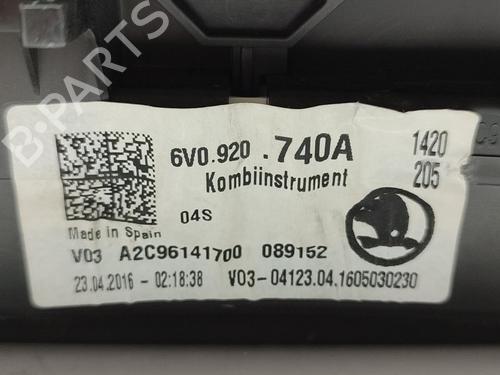 B-PARTS
6V0.920 .740A
1420
205
Kombiinstrument
04S
Made in Spain
V03 A2C96141700 089152
23.04.2016 - 02:18:38 V03-04123.04.1605030230